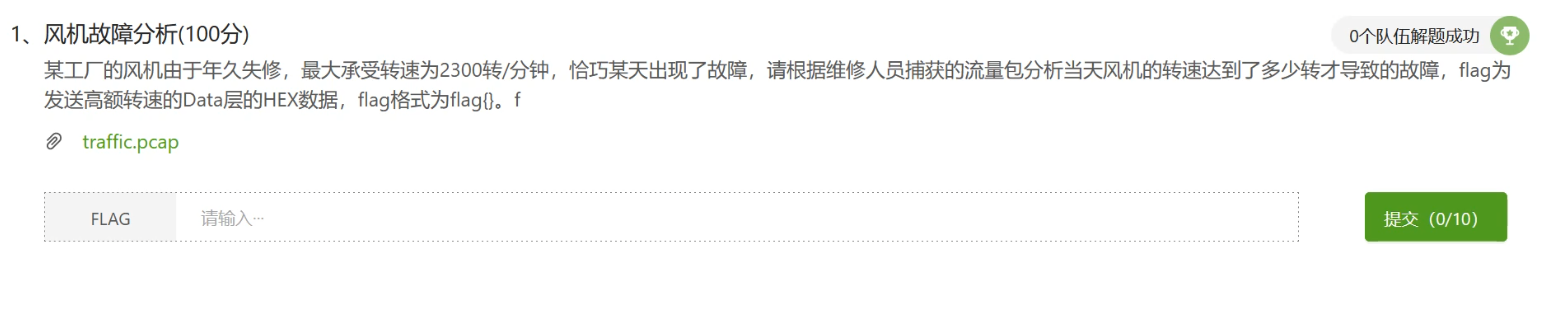 1、风机故障分析(100分)
0个队伍解题成功
某工厂的风机由于年久失修，最大承受转速为2300转/分钟，恰巧某天出现了故障，请根据维修人员捕获的流量包分析当天风机的转速达到了多少转才导致的故障，flag为
发送高额转速的Data层的HEX数据，flag格式为flag{}。f
traffic.pcap
FLAG
请输入···
提交（0/10）